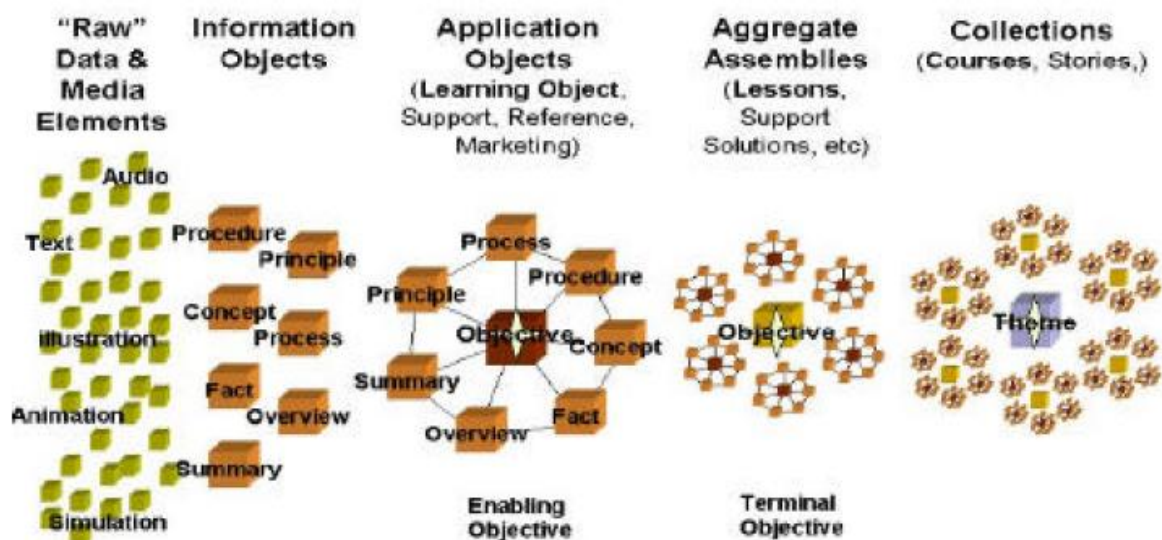 “Raw”
Data &
Media
Elements
Audio
Text
illustration
Animation
Simulation
Information
Objects
Procedure
Principle
Concept
Process
Fact
Overview
Summary
Application
Objects
(Learning Object,
Support, Reference,
Marketing)
Process
Procedure
Principle
Objective
Concept
Summary
Fact
Overview
Enabling
Objective
Aggregate
Assemblies
(Lessons,
Support
Solutions, etc)
Objective
Terminal
Objective
Collections
(Courses, Stories,)
Theme